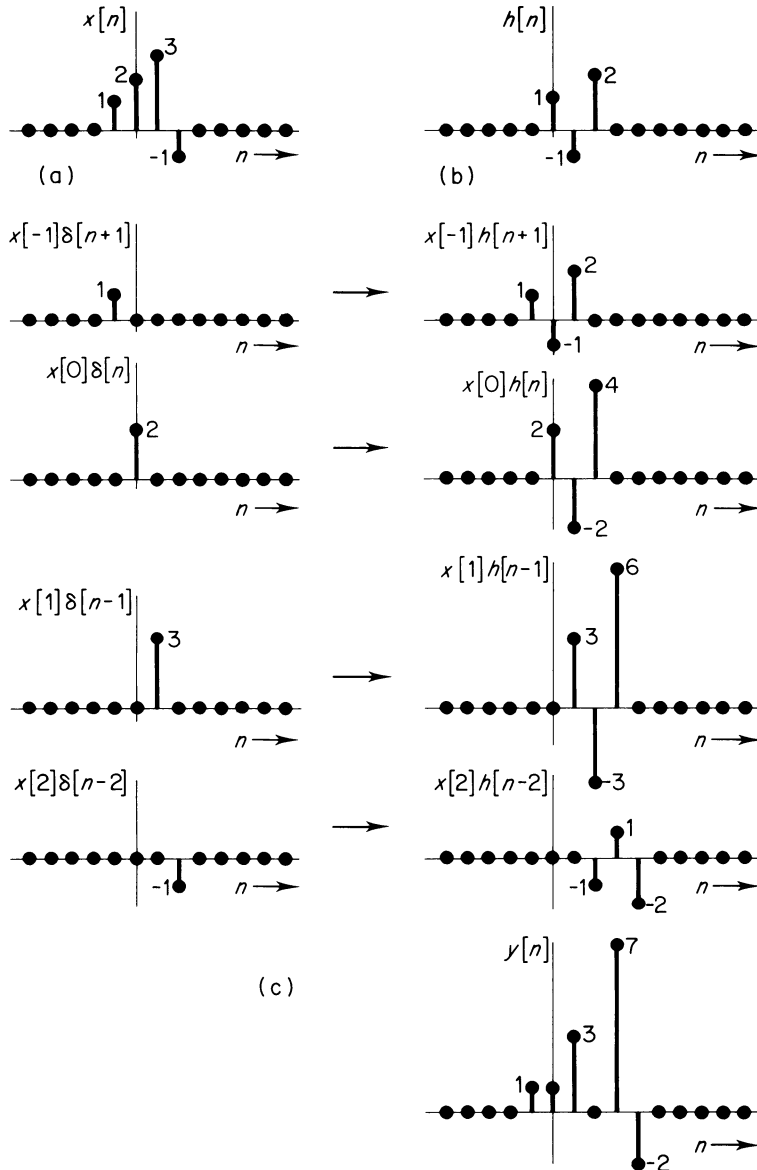 x[n]
3
2
1
-1
n
(a)
h[n]
2
1
-1
n
(b)
x[-1]δ[n+1]
1
n
x[-1]h[n+1]
2
1
-1
n
x[0]δ[n]
2
n
x[0]h[n]
4
2
-2
n
x[1]δ[n-1]
3
n
x[1]h[n-1]
6
3
-3
n
x[2]δ[n-2]
-1
n
x[2]h[n-2]
1
-1
-2
n
(c)
y[n]
7
3
1
-2
n